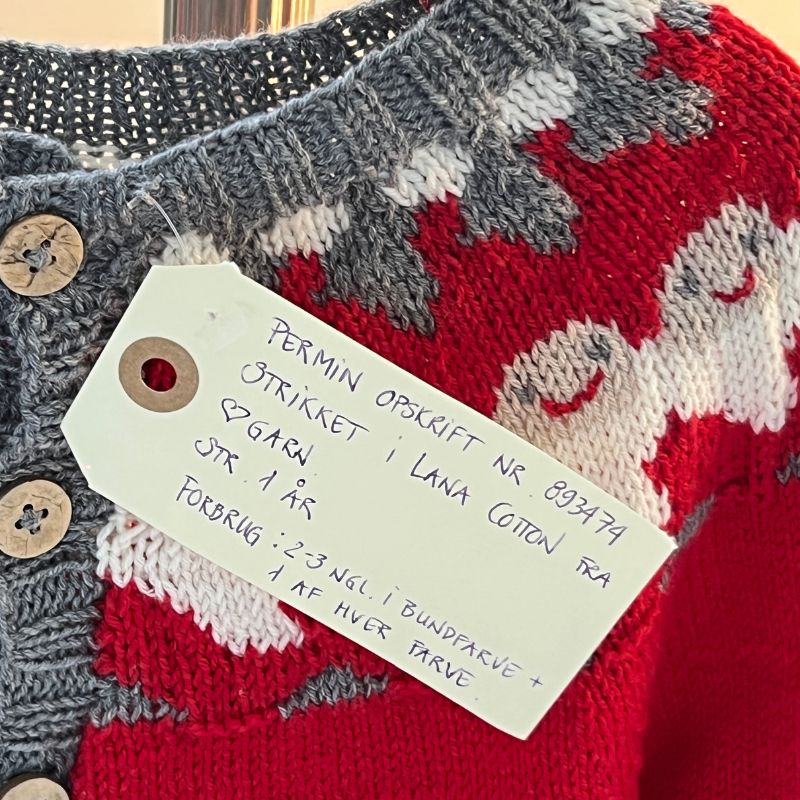 PERMIN OPSKRIFT NR. 893474
STRIKKET i LANA COTTON FRA
♡GARN.
STR. 1 ÅR
FORBRUG: 2-3 NGL. i BUNDFARVE +
1 AF HVER FARVE.